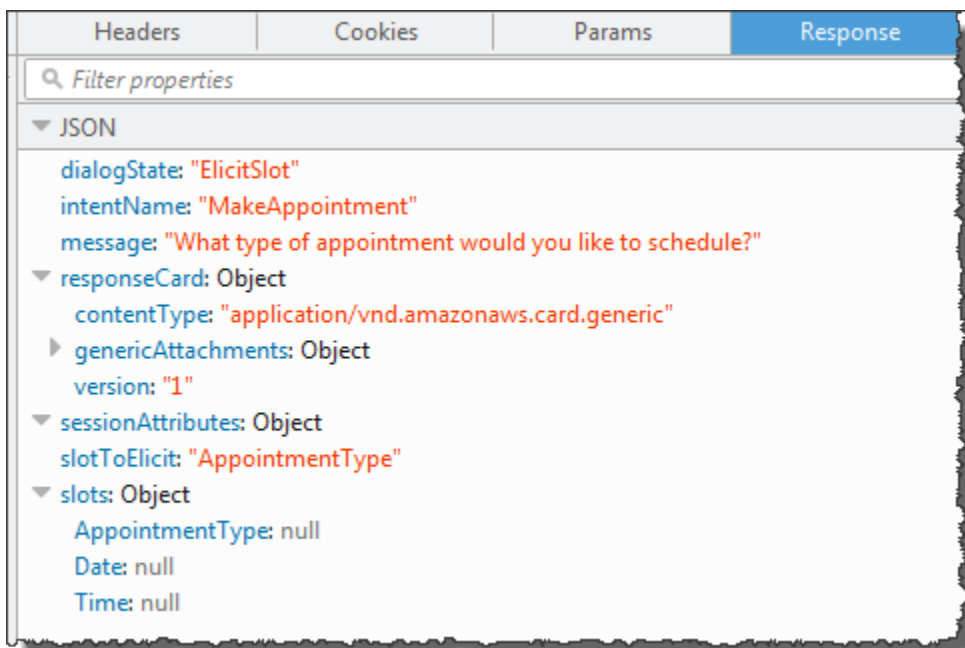 Headers Cookies Params Response
Filter properties
JSON
dialogState: "ElicitSlot"
intentName: "MakeAppointment"
message: "What type of appointment would you like to schedule?"
responseCard: Object
contentType: "application/vnd.amazonaws.card.generic"
genericAttachments: Object
version: "1"
sessionAttributes: Object
slotToElicit: "AppointmentType"
slots: Object
AppointmentType: null
Date: null
Time: null